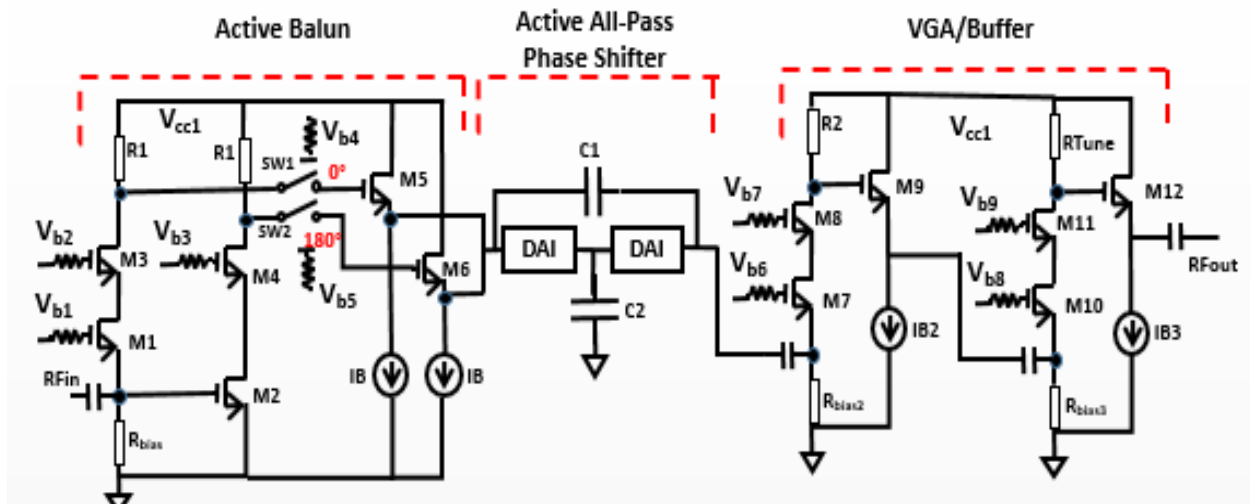 Active Balun
Active All-Pass
Phase Shifter
VGA/Buffer
Vcc1
R1
R1
SW1
Vb4
0°
M5
C1
R2
Vcc1
RTune
M9
M12
Vb2
Vb3
SW2
180°
Vb5
M3
M4
M6
DAI
DAI
Vb7
M8
Vb9
M11
RFout
Vb1
M1
Vb6
M7
Vb8
M10
C2
RFin
M2
IB
IB
IB2
IB3
Rbias
Rbias2
Rbias3